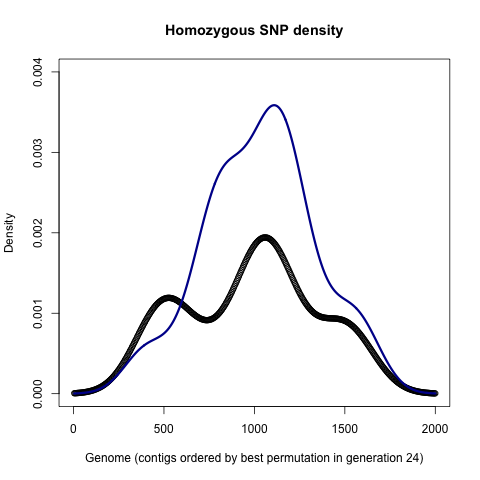 Homozygous SNP density
Density
0.004
0.003
0.002
0.001
0.000
0 500 1000 1500 2000
Genome (contigs ordered by best permutation in generation 24)